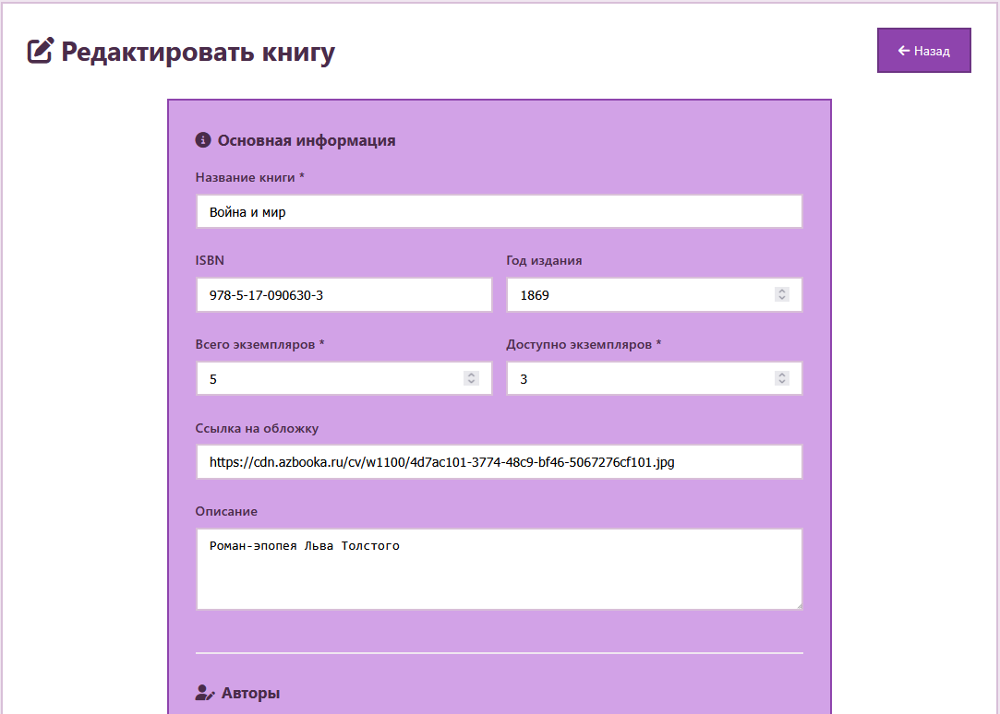 Редактировать книгу
Назад
Основная информация
Название книги *
Война и мир
ISBN
Год издания
978-5-17-090630-3
1869
Всего экземпляров *
Доступно экземпляров *
5
3
Ссылка на обложку
https://cdn.azbooka.ru/cv/w1100/4d7ac101-3774-48c9-bf46-5067276cf101.jpg
Описание
Роман-эпопея Льва Толстого
Авторы